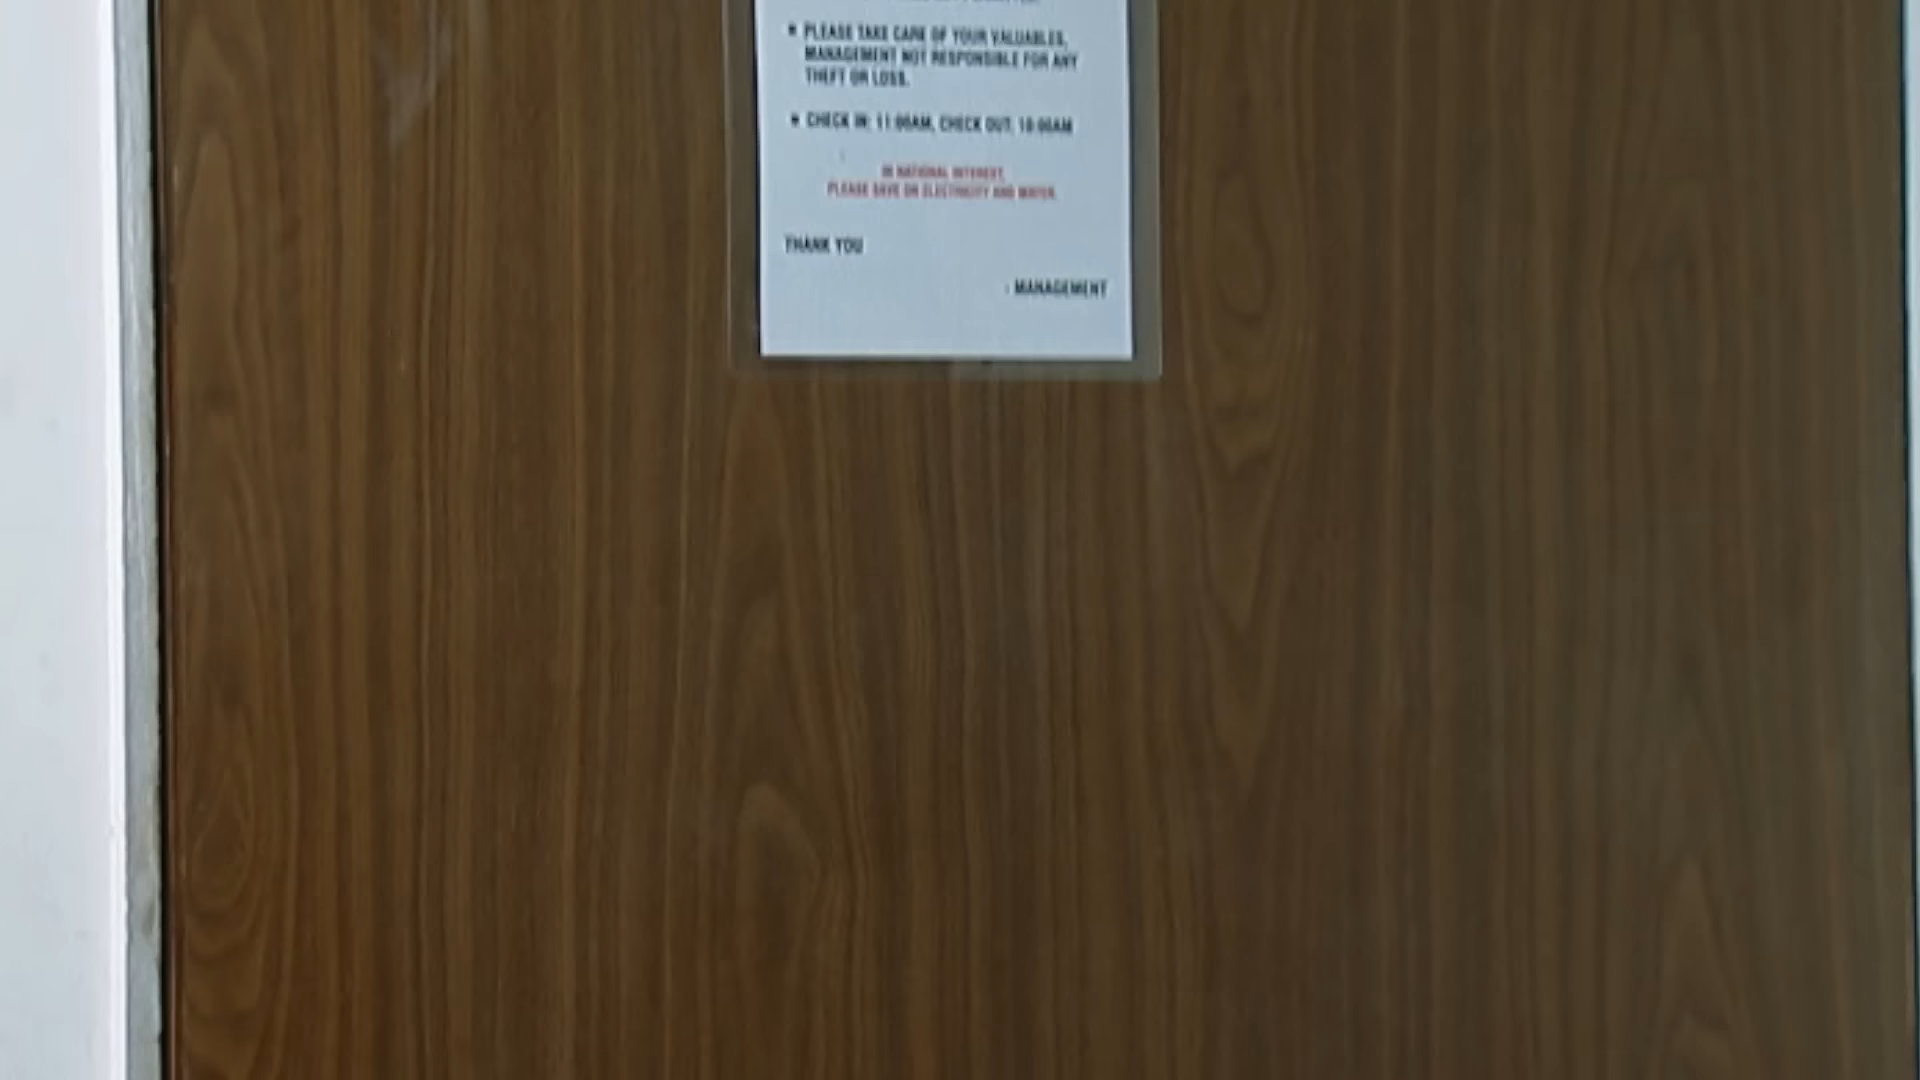 * PLEASE TAKE CARE OF YOUR VALUABLES,
MANAGEMENT NOT RESPONSIBLE FOR ANY
THEFT OR LOSS.
* CHECK IN: 11:00AM, CHECK OUT: 10:00AM
IN NATIONAL INTEREST,
PLEASE SAVE ON ELECTRICITY AND WATER.
THANK YOU
- MANAGEMENT